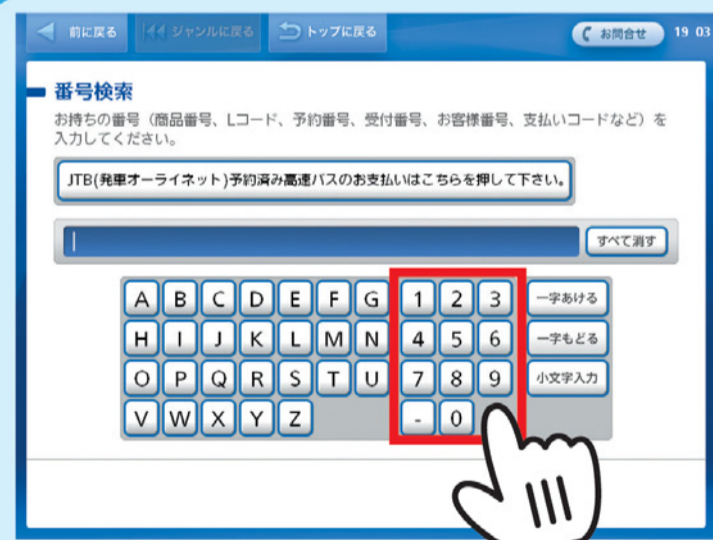 前に戻る ジャンルに戻る トップに戻る お問合せ 19 03
番号検索
お持ちの番号（商品番号、Lコード、予約番号、受付番号、お客様番号、支払いコードなど）を
入力してください。
JTB(発車オーライネット)予約済み高速バスのお支払いはこちらを押して下さい。
すべて消す
A B C D E F G 1 2 3 一字あける
H I J K L M N 4 5 6 一字もどる
O P Q R S T U 7 8 9 小文字入力
V W X Y Z - 0